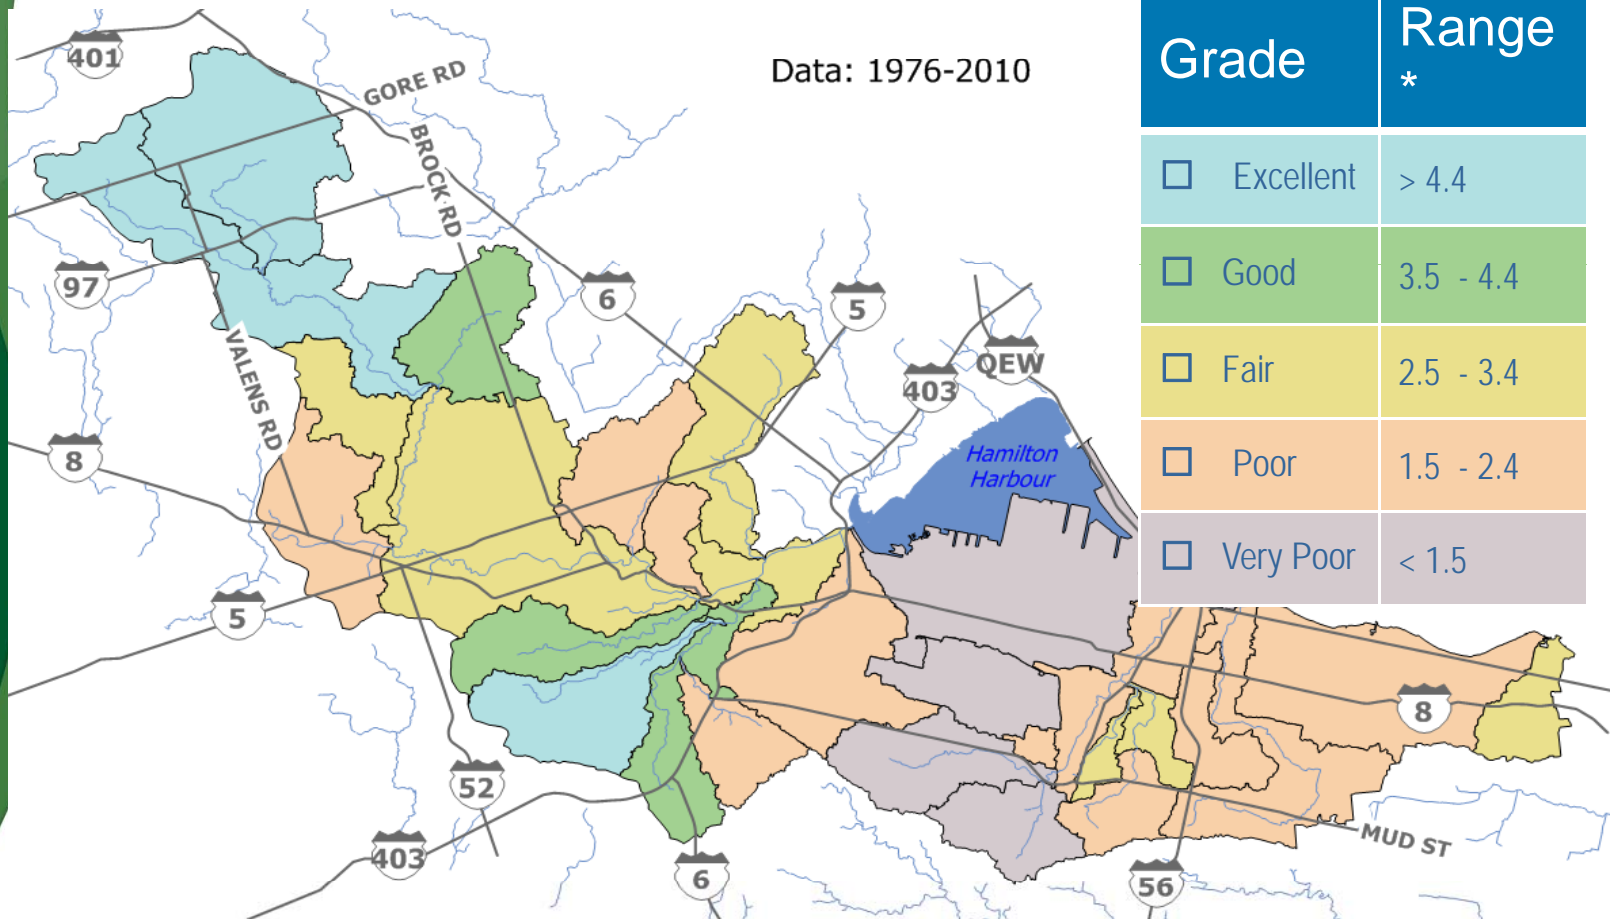 Data: 1976-2010
Grade
Range
*
Excellent
> 4.4
Good
3.5 - 4.4
Fair
2.5 - 3.4
Poor
1.5 - 2.4
Very Poor
< 1.5
401
GORE RD
BROCK RD
97
6
5
VALENS RD
QEW
403
8
Hamilton
Harbour
5
8
52
403
MUD ST
6
56